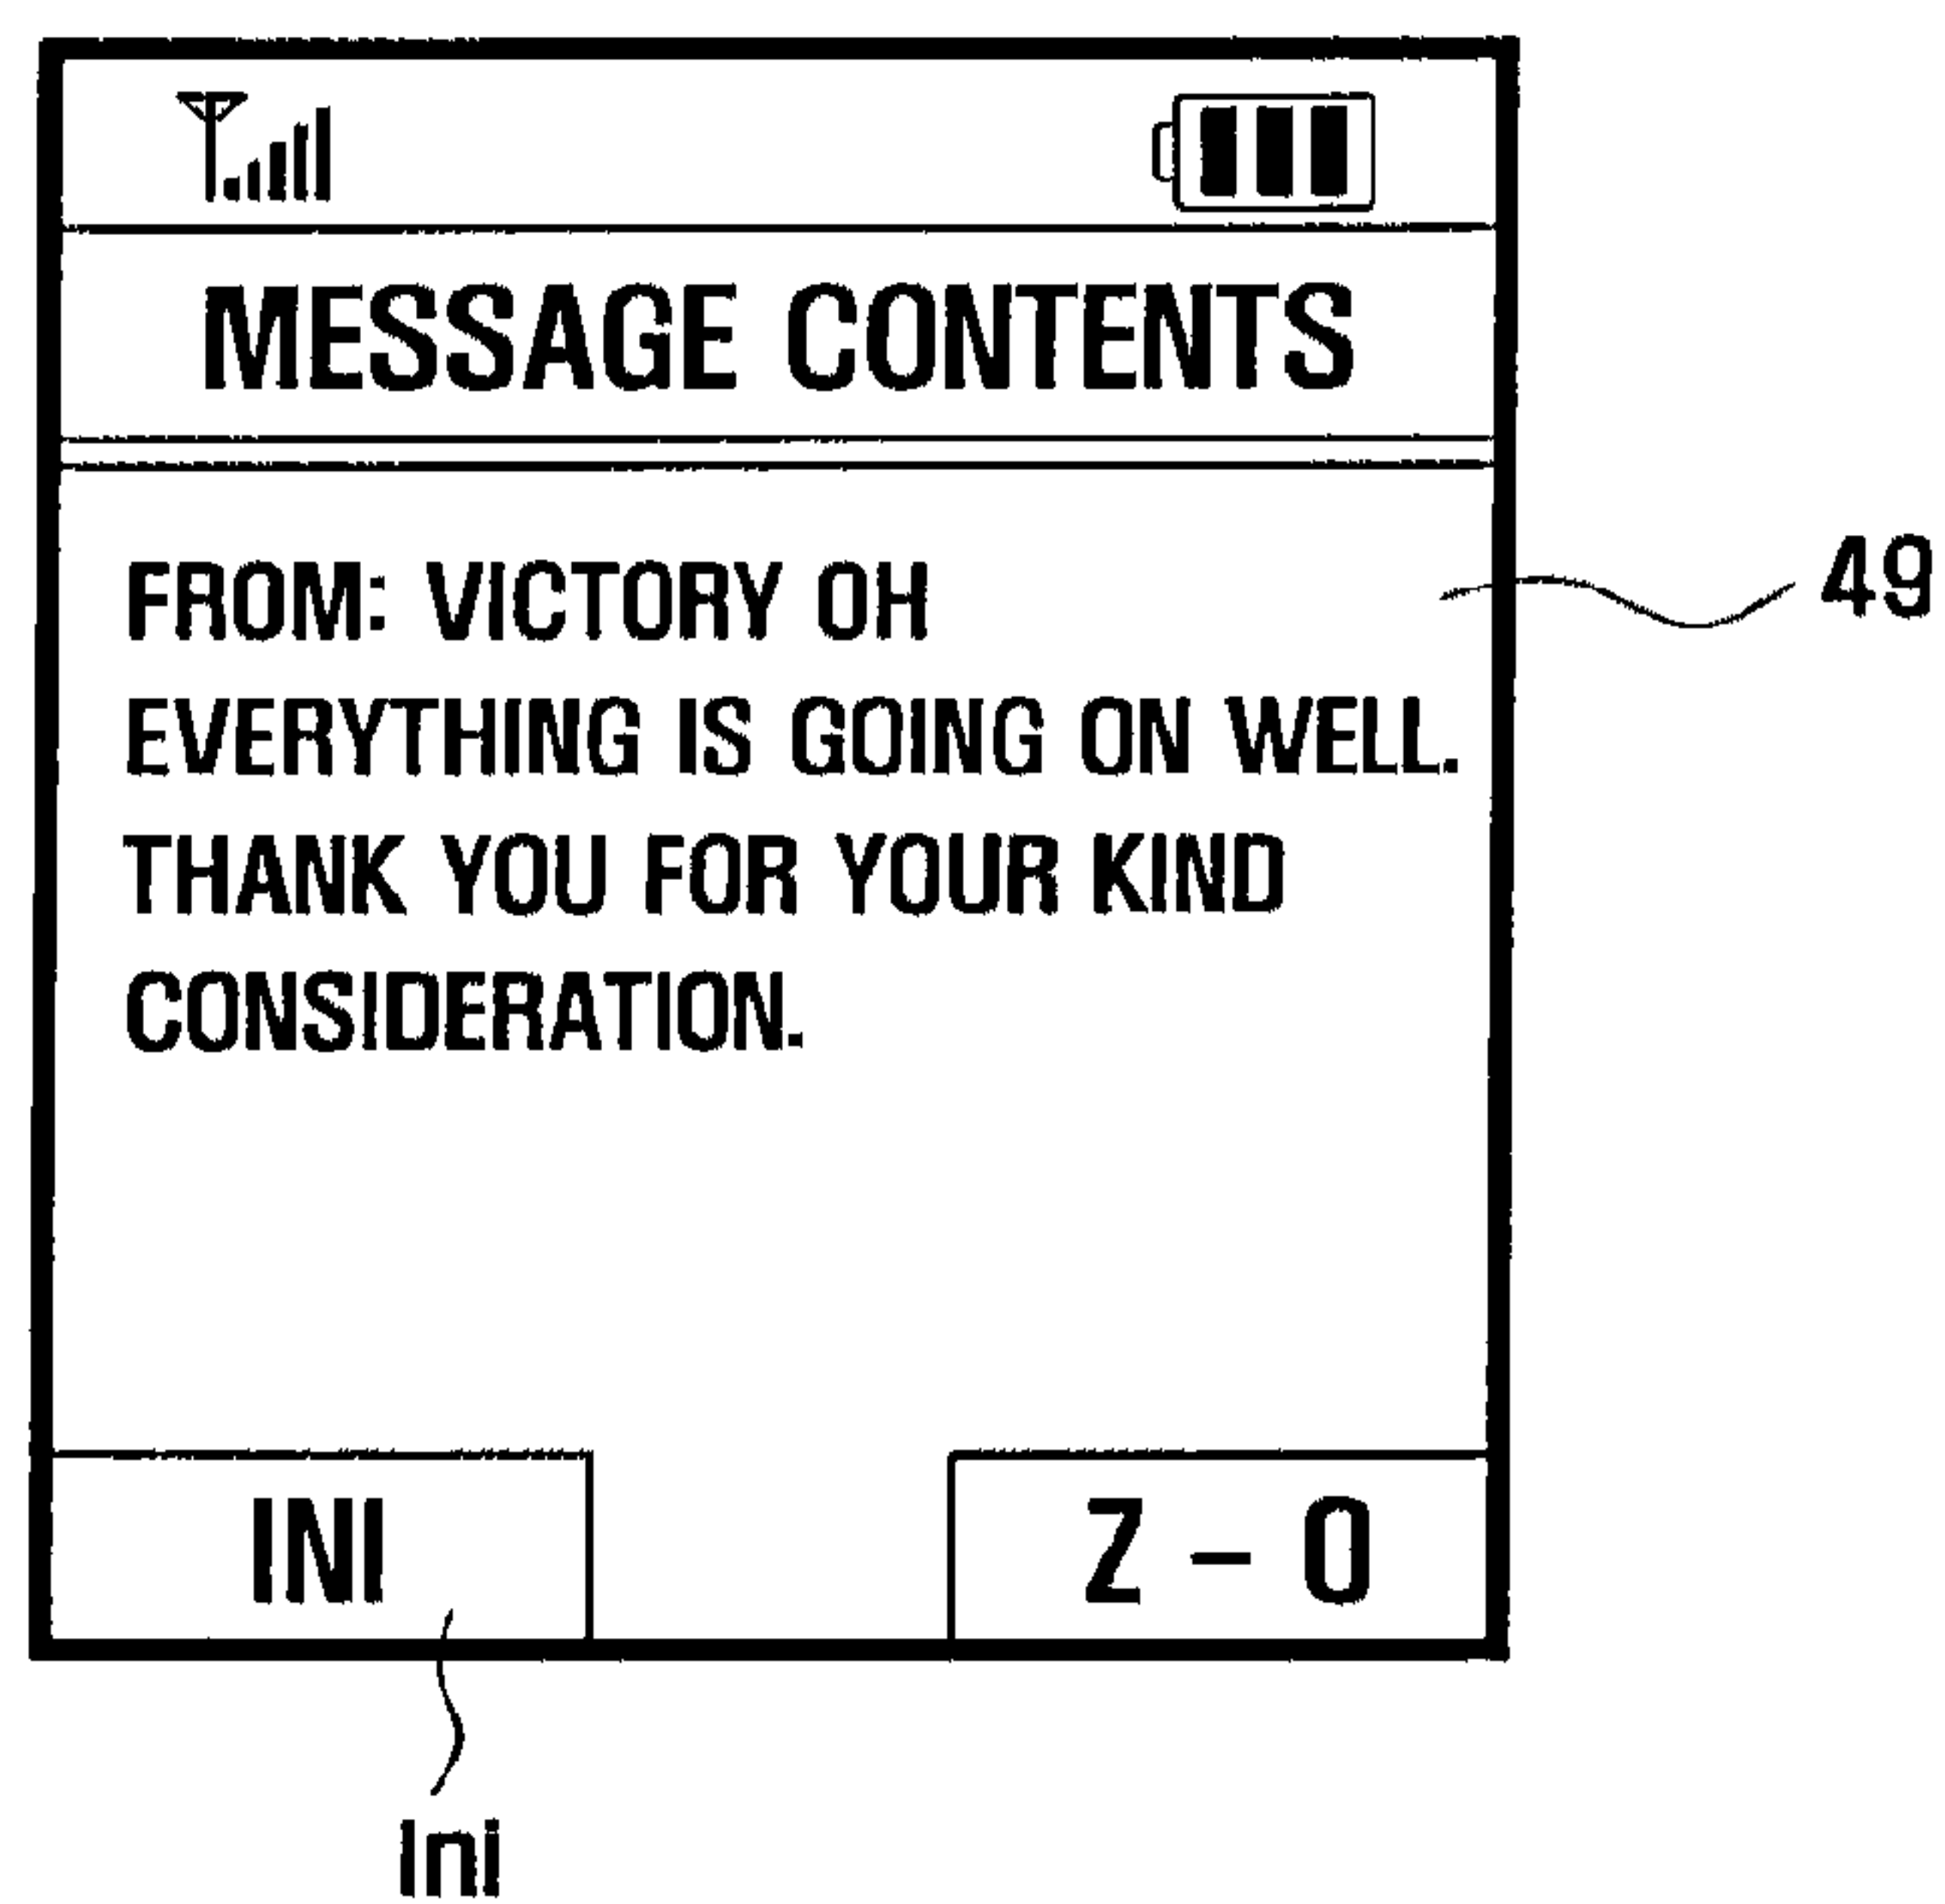 MESSAGE CONTENTS
FROM: VICTORY OH
49
EVERYTHING IS GOING ON WELL.
THANK YOU FOR YOUR KIND
CONSIDERATION.
INI
Z – O
Ini